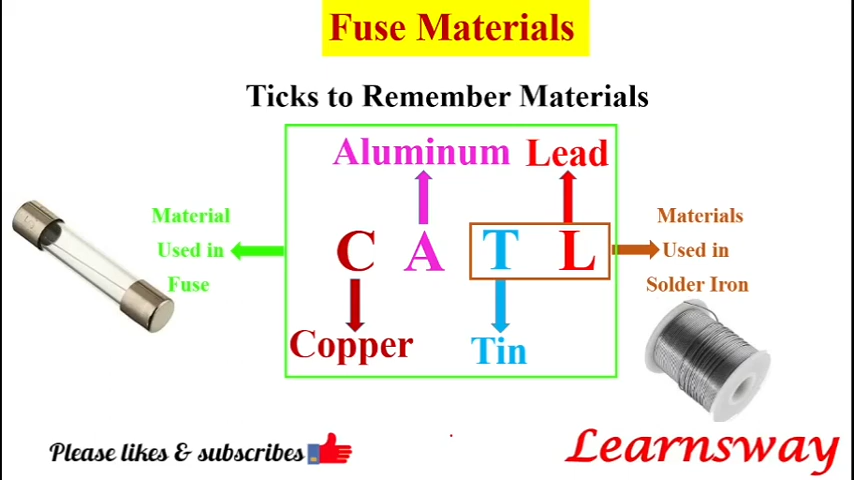 Fuse Materials
Ticks to Remember Materials
Aluminum Lead
Material
Used in
Fuse
C A T L
Materials
Used in
Solder Iron
Copper
Tin
Please likes & subscribes
Learnsway